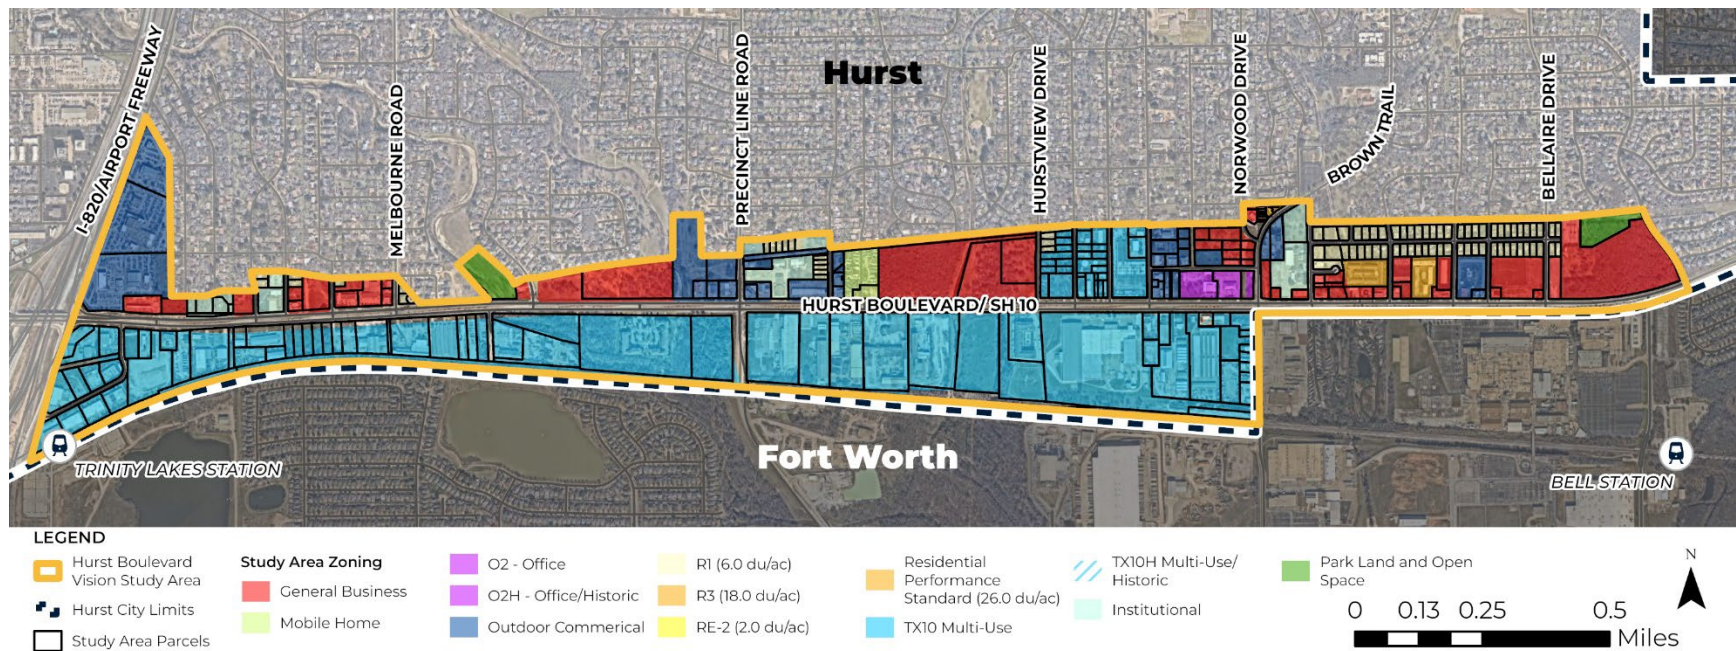 Hurst
I-820/AIRPORT FREEWAY
MELBOURNE ROAD
PRECINCT LINE ROAD
HURSTVIEW DRIVE
NORWOOD DRIVE
BROWN TRAIL
BELLAIRE DRIVE
HURST BOULEVARD/ SH 10
Fort Worth
TRINITY LAKES STATION
BELL STATION
LEGEND
Hurst Boulevard
Vision Study Area
Hurst City Limits
Study Area Parcels
Study Area Zoning
General Business
Mobile Home
O2 - Office
O2H - Office/Historic
Outdoor Commerical
R1 (6.0 du/ac)
R3 (18.0 du/ac)
RE-2 (2.0 du/ac)
Residential
Performance
Standard (26.0 du/ac)
TX10 Multi-Use
TX10H Multi-Use/
Historic
Institutional
Park Land and Open
Space
N
0 0.13 0.25 0.5
Miles